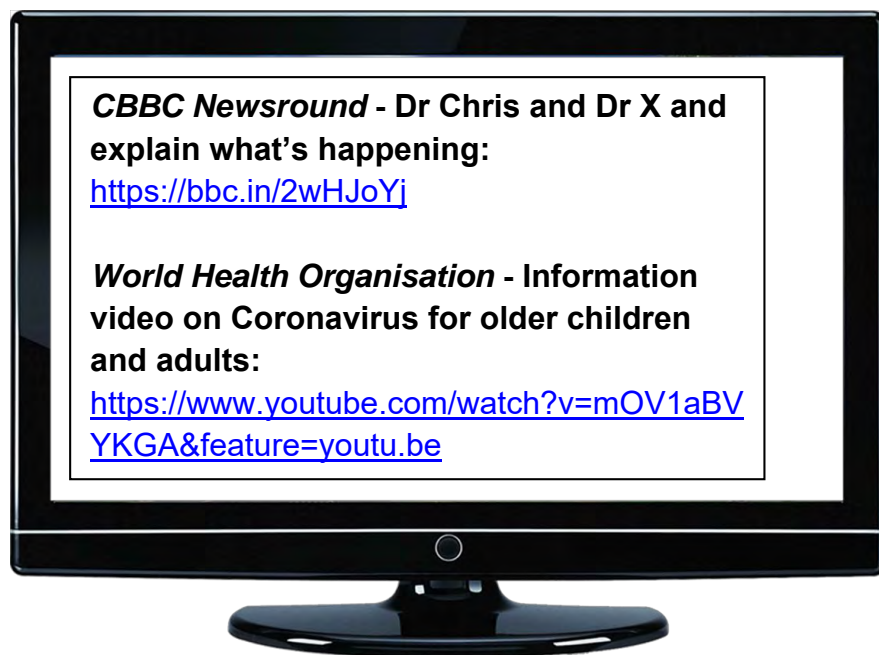 CBBC Newsround - Dr Chris and Dr X and
explain what's happening:
https://bbc.in/2wHJoYj
World Health Organisation - Information
video on Coronavirus for older children
and adults:
https://www.youtube.com/watch?v=mOV1aBV
YKGA&feature=youtu.be